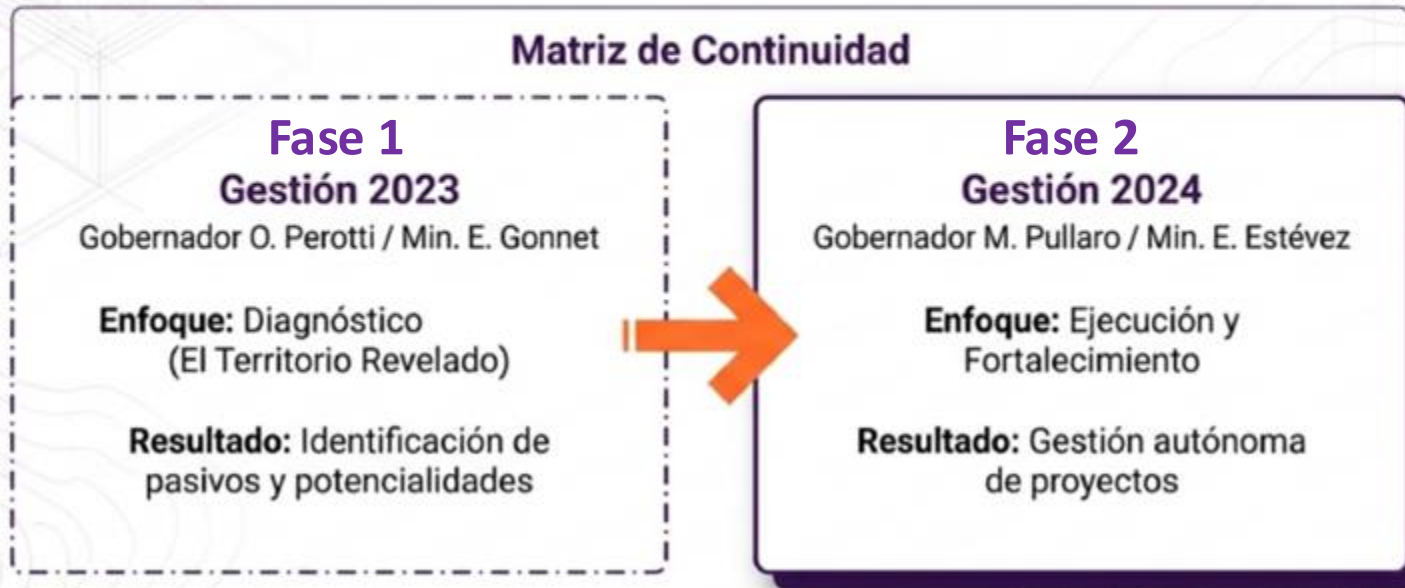 Matriz de Continuidad
Fase 1
Gestión 2023
Gobernador O. Perotti / Min. E. Gonnet
Enfoque: Diagnóstico
(El Territorio Revelado)
Resultado: Identificación de
pasivos y potencialidades
Fase 2
Gestión 2024
Gobernador M. Pullaro / Min. E. Estévez
Enfoque: Ejecución y
Fortalecimiento
Resultado: Gestión autónoma
de proyectos